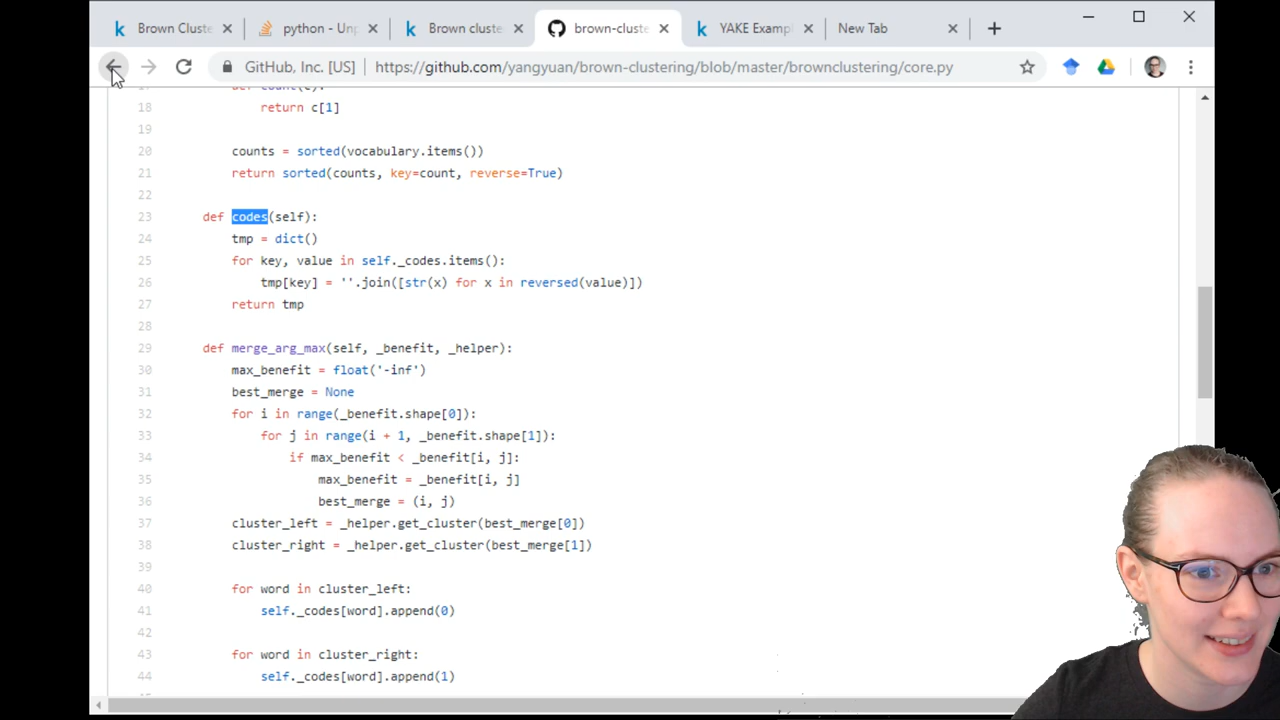 Brown Cluste
python - Unp
Brown cluste
brown-cluste
YAKE Exampl
New Tab
GitHub, Inc. [US]
https://github.com/yangyuan/brown-clustering/blob/master/brownclustering/core.py
17 def count(c):
18 return c[1]
19
20 counts = sorted(vocabulary.items())
21 return sorted(counts, key=count, reverse=True)
22
23 def codes(self):
24 tmp = dict()
25 for key, value in self._codes.items():
26 tmp[key] = ''.join([str(x) for x in reversed(value)])
27 return tmp
28
29 def merge_arg_max(self, _benefit, _helper):
30 max_benefit = float('-inf')
31 best_merge = None
32 for i in range(_benefit.shape[0]):
33 for j in range(i + 1, _benefit.shape[1]):
34 if max_benefit < _benefit[i, j]:
35 max_benefit = _benefit[i, j]
36 best_merge = (i, j)
37 cluster_left = _helper.get_cluster(best_merge[0])
38 cluster_right = _helper.get_cluster(best_merge[1])
39
40 for word in cluster_left:
41 self._codes[word].append(0)
42
43 for word in cluster_right:
44 self._codes[word].append(1)